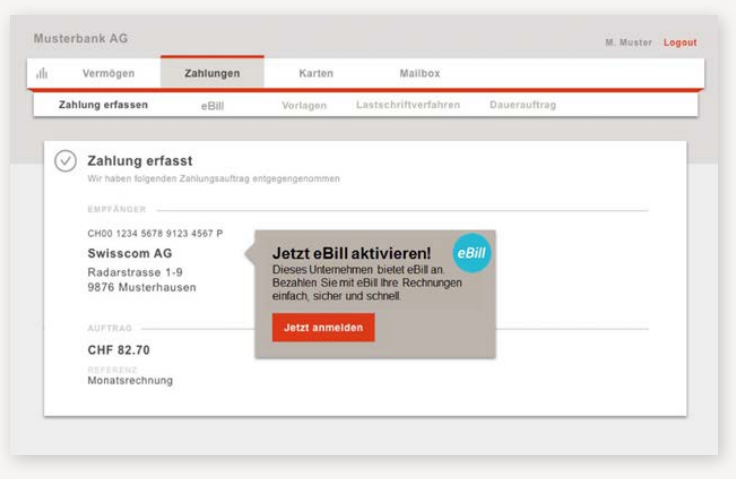 Musterbank AG
M. Muster Logout
Vermögen Zahlungen Karten Mailbox
Zahlung erfassen eBill Vorlagen Lastschriftverfahren Dauerauftrag
Zahlung erfasst
Wir haben folgenden Zahlungsauftrag entgegengenommen
EMPFÄNGER
CH00 1234 5678 9123 4567 P
Swisscom AG
Radarstrasse 1-9
9876 Musterhausen
Jetzt eBill aktivieren!
eBill
Dieses Unternehmen bietet eBill an.
Bezahlen Sie mit eBill Ihre Rechnungen
einfach, sicher und schnell.
Jetzt anmelden
AUFTRAG
CHF 82.70
REFERENZ
Monatsrechnung